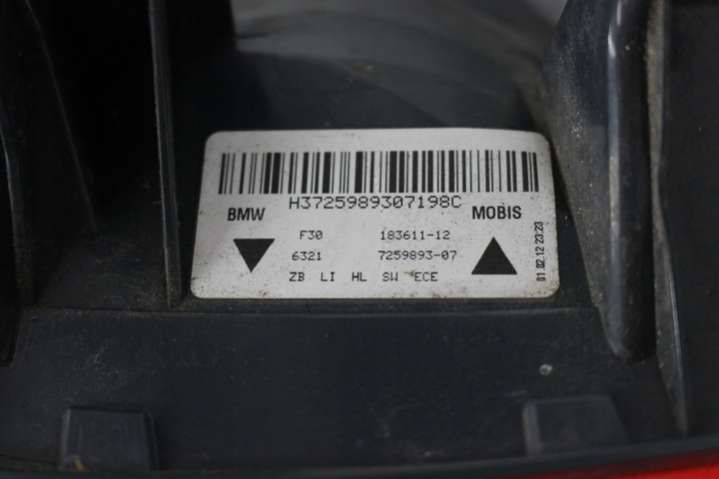 H3725989307198C
BMW MOBIS
F30 183611-12
6321 7259893-07
ZB LI HL SW ECE
01.02.12 23:23